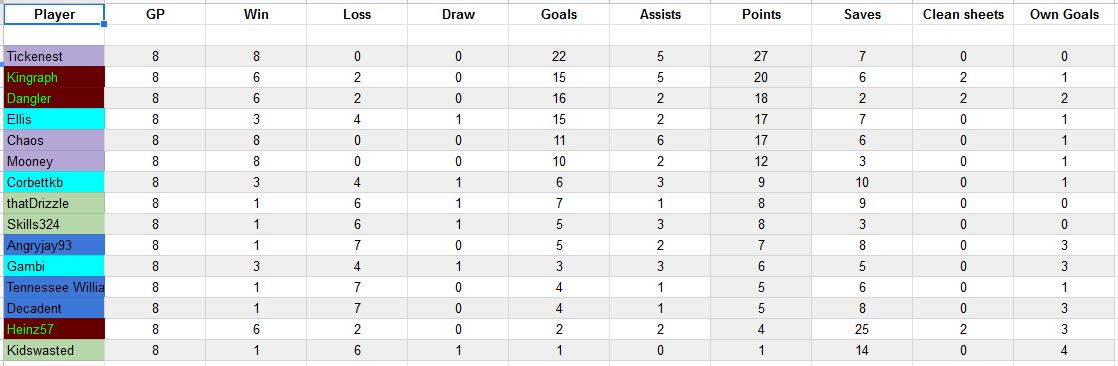 Player GP Win Loss Draw Goals Assists Points Saves Clean sheets Own Goals
Tickenest 8 8 0 0 22 5 27 7 0 0
Kingraph 8 6 2 0 15 5 20 6 2 1
Dangler 8 6 2 0 16 2 18 2 2 2
Ellis 8 3 4 1 15 2 17 7 0 1
Chaos 8 8 0 0 11 6 17 6 0 1
Mooney 8 8 0 0 10 2 12 3 0 1
Corbettkb 8 3 4 1 6 3 9 10 0 1
thatDrizzle 8 1 6 1 7 1 8 9 0 0
Skills324 8 1 6 1 5 3 8 3 0 0
Angryjay93 8 1 7 0 5 2 7 8 0 3
Gambi 8 3 4 1 3 3 6 5 0 3
Tennessee Willia 8 1 7 0 4 1 5 6 0 1
Decadent 8 1 7 0 4 1 5 8 0 3
Heinz57 8 6 2 0 2 2 4 25 2 3
Kidswasted 8 1 6 1 1 0 1 14 0 4